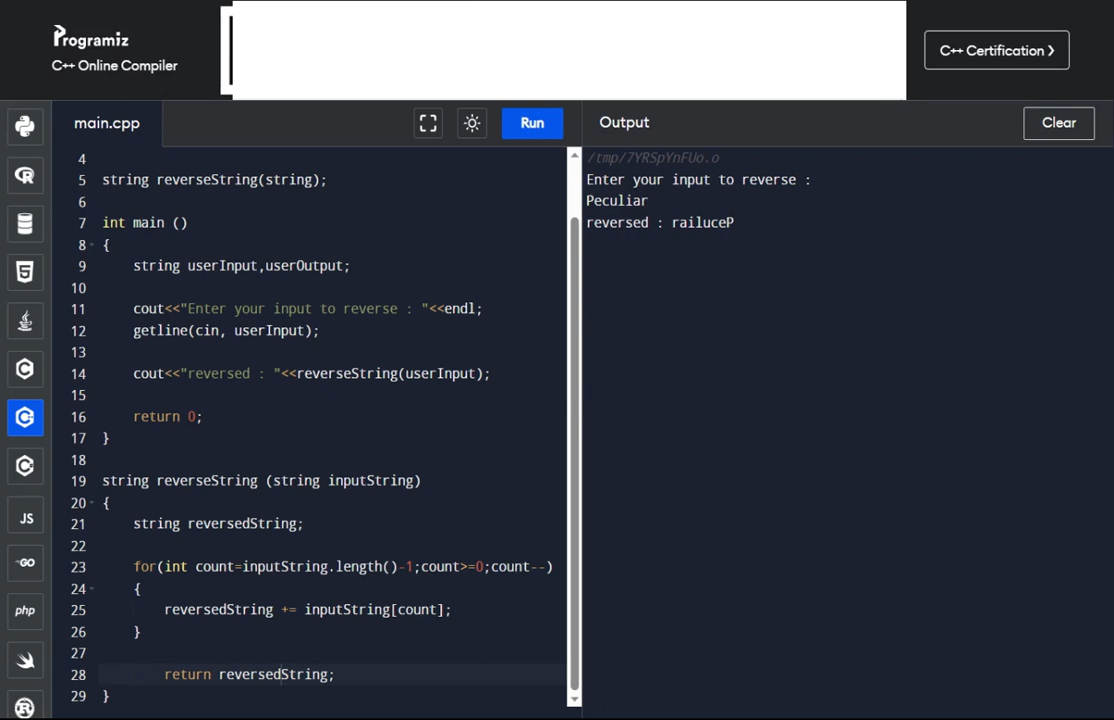 Programiz
C++ Online Compiler
C++ Certification
main.cpp
Run
Output
Clear
4
5 string reverseString(string);
6
7 int main ()
8 {
9 string userInput,userOutput;
10
11 cout<<"Enter your input to reverse : "<<endl;
12 getline(cin, userInput);
13
14 cout<<"reversed : "<<reverseString(userInput);
15
16 return 0;
17 }
18
19 string reverseString (string inputString)
20 {
21 string reversedString;
22
23 for(int count=inputString.length()-1;count>=0;count--)
24 {
25 reversedString += inputString[count];
26 }
27
28 return reversedString;
29 }
/tmp/7YRSpYnFUo.o
Enter your input to reverse :
Peculiar
reversed : railuceP
JS
GO
php